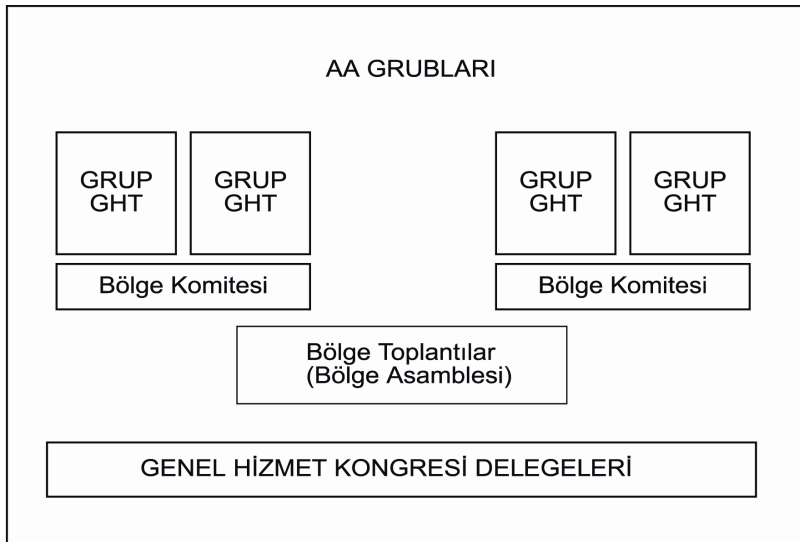 AA GRUBLARI
GRUP
GHT
GRUP
GHT
GRUP
GHT
GRUP
GHT
Bölge Komitesi
Bölge Komitesi
Bölge Toplantılar
(Bölge Asamblesi)
GENEL HİZMET KONGRESİ DELEGELERİ